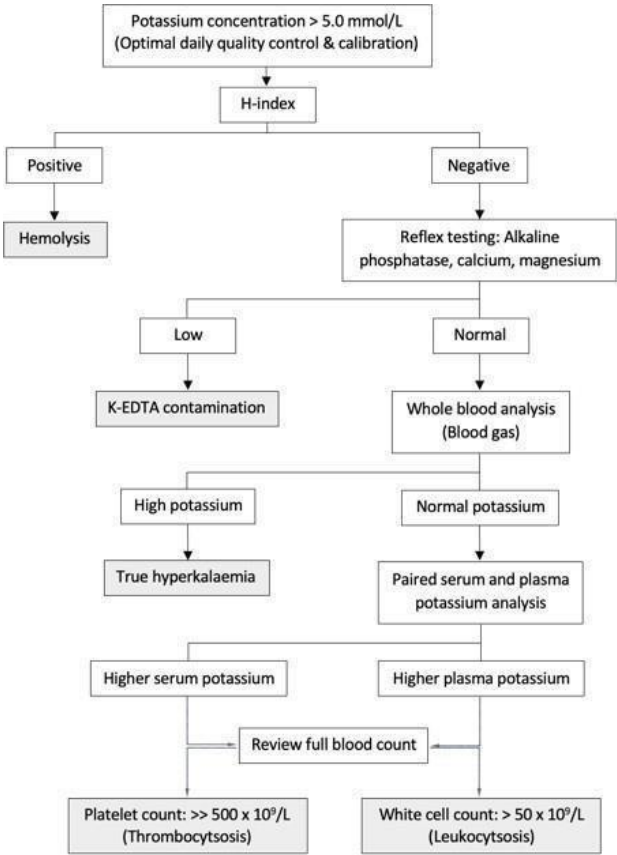 Potassium concentration > 5.0 mmol/L
(Optimal daily quality control & calibration)
H-index
Positive
Negative
Hemolysis
Reflex testing: Alkaline
phosphatase, calcium, magnesium
Low
Normal
K-EDTA contamination
Whole blood analysis
(Blood gas)
High potassium
Normal potassium
True hyperkalaemia
Paired serum and plasma
potassium analysis
Higher serum potassium
Higher plasma potassium
Review full blood count
Platelet count: >> 500 x 10⁹/L
(Thrombocytsosis)
White cell count: > 50 x 10⁹/L
(Leukocytsosis)